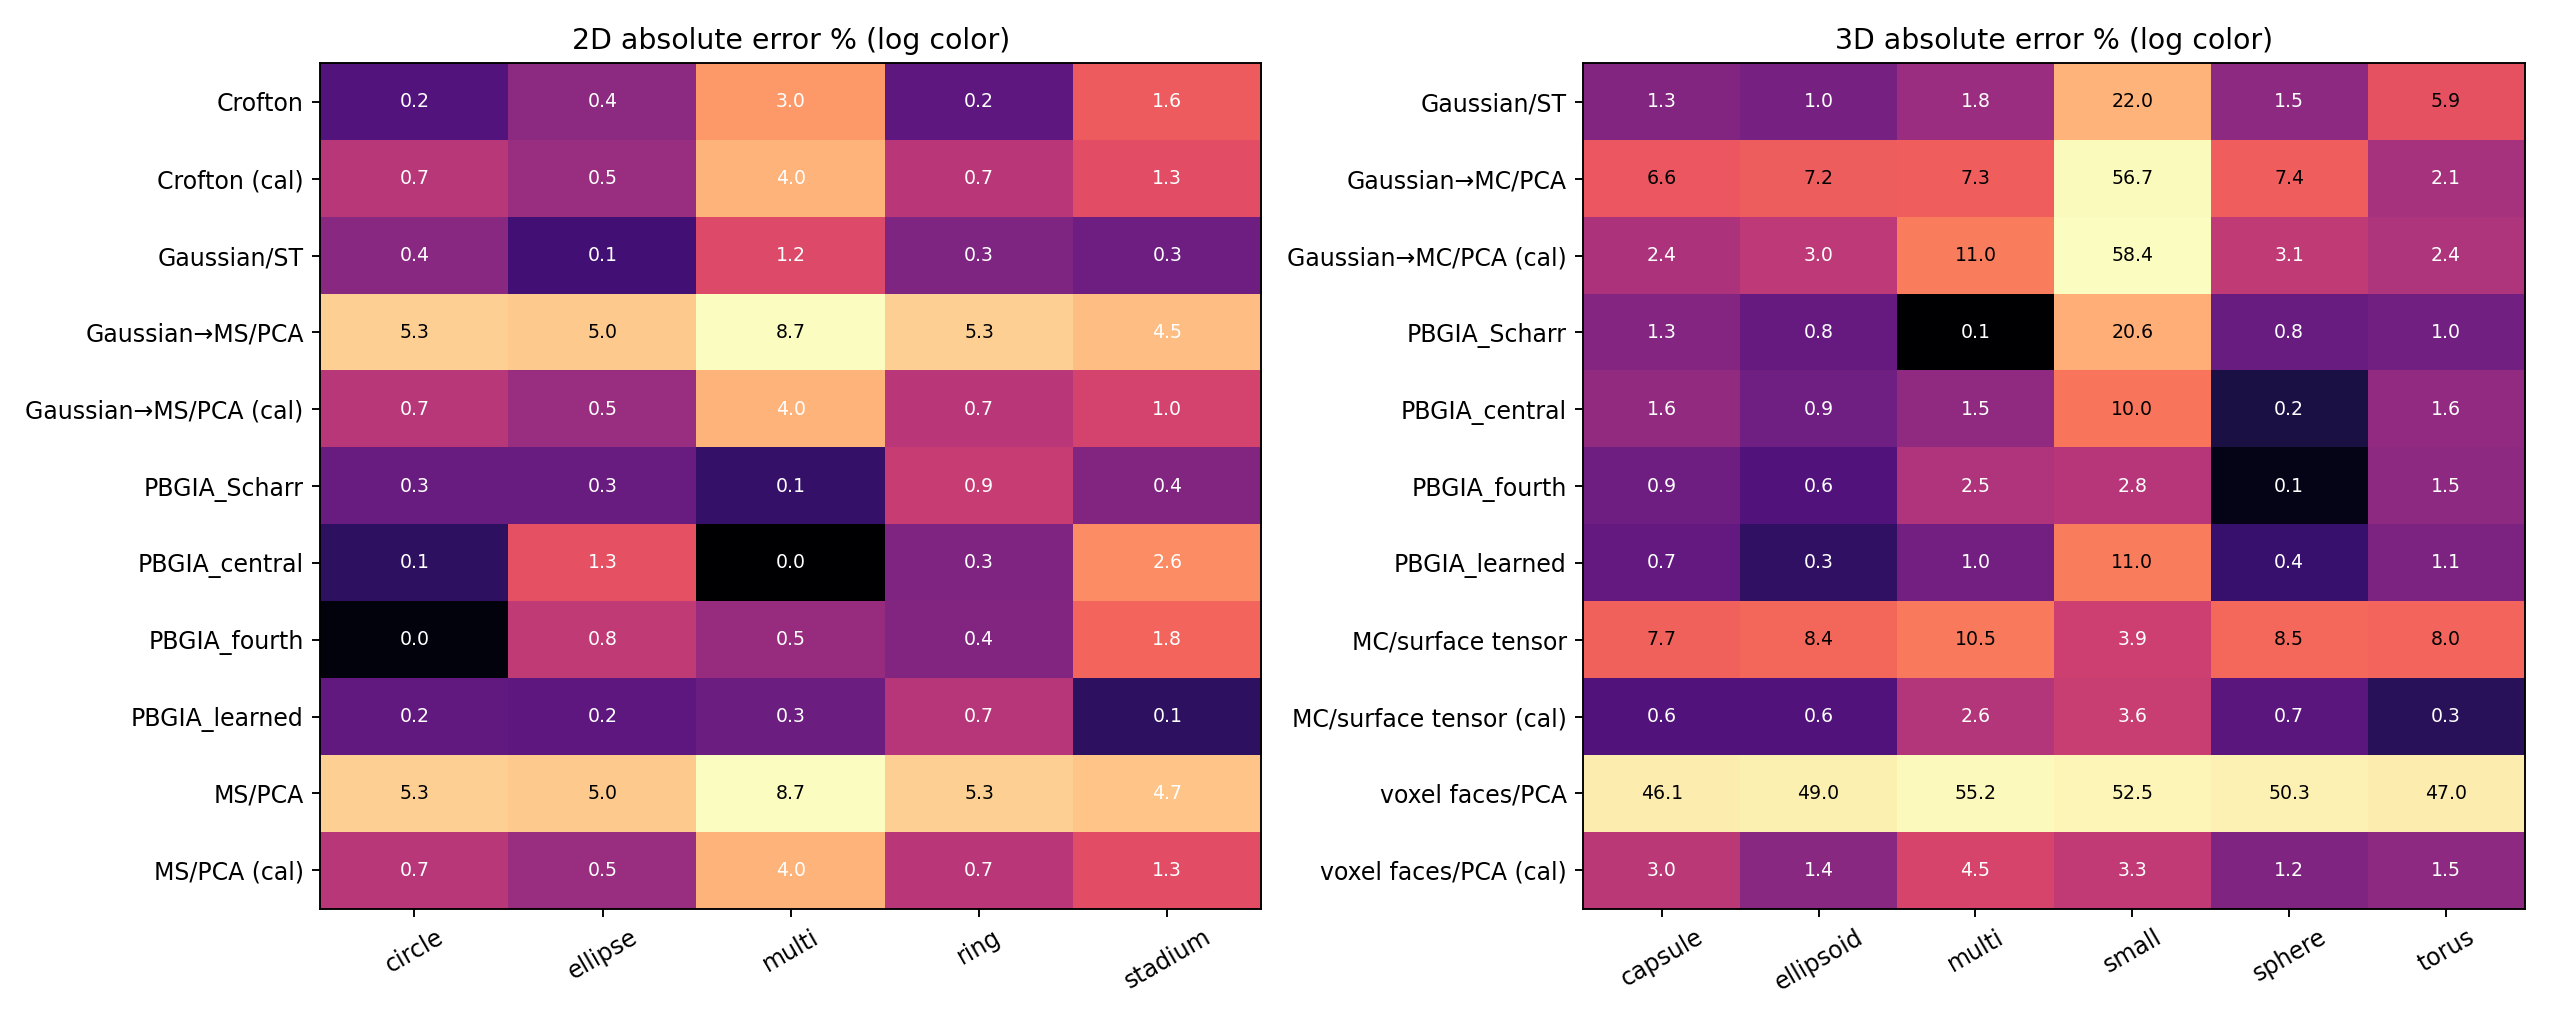 2D absolute error % (log color)
Crofton 0.2 0.4 3.0 0.2 1.6
Crofton (cal) 0.7 0.5 4.0 0.7 1.3
Gaussian/ST 0.4 0.1 1.2 0.3 0.3
Gaussian→MS/PCA 5.3 5.0 8.7 5.3 4.5
Gaussian→MS/PCA (cal) 0.7 0.5 4.0 0.7 1.0
PBGIA_Scharr 0.3 0.3 0.1 0.9 0.4
PBGIA_central 0.1 1.3 0.0 0.3 2.6
PBGIA_fourth 0.0 0.8 0.5 0.4 1.8
PBGIA_learned 0.2 0.2 0.3 0.7 0.1
MS/PCA 5.3 5.0 8.7 5.3 4.7
MS/PCA (cal) 0.7 0.5 4.0 0.7 1.3
circle ellipse multi ring stadium
3D absolute error % (log color)
Gaussian/ST 1.3 1.0 1.8 22.0 1.5 5.9
Gaussian→MC/PCA 6.6 7.2 7.3 56.7 7.4 2.1
Gaussian→MC/PCA (cal) 2.4 3.0 11.0 58.4 3.1 2.4
PBGIA_Scharr 1.3 0.8 0.1 20.6 0.8 1.0
PBGIA_central 1.6 0.9 1.5 10.0 0.2 1.6
PBGIA_fourth 0.9 0.6 2.5 2.8 0.1 1.5
PBGIA_learned 0.7 0.3 1.0 11.0 0.4 1.1
MC/surface tensor 7.7 8.4 10.5 3.9 8.5 8.0
MC/surface tensor (cal) 0.6 0.6 2.6 3.6 0.7 0.3
voxel faces/PCA 46.1 49.0 55.2 52.5 50.3 47.0
voxel faces/PCA (cal) 3.0 1.4 4.5 3.3 1.2 1.5
capsule ellipsoid multi small sphere torus